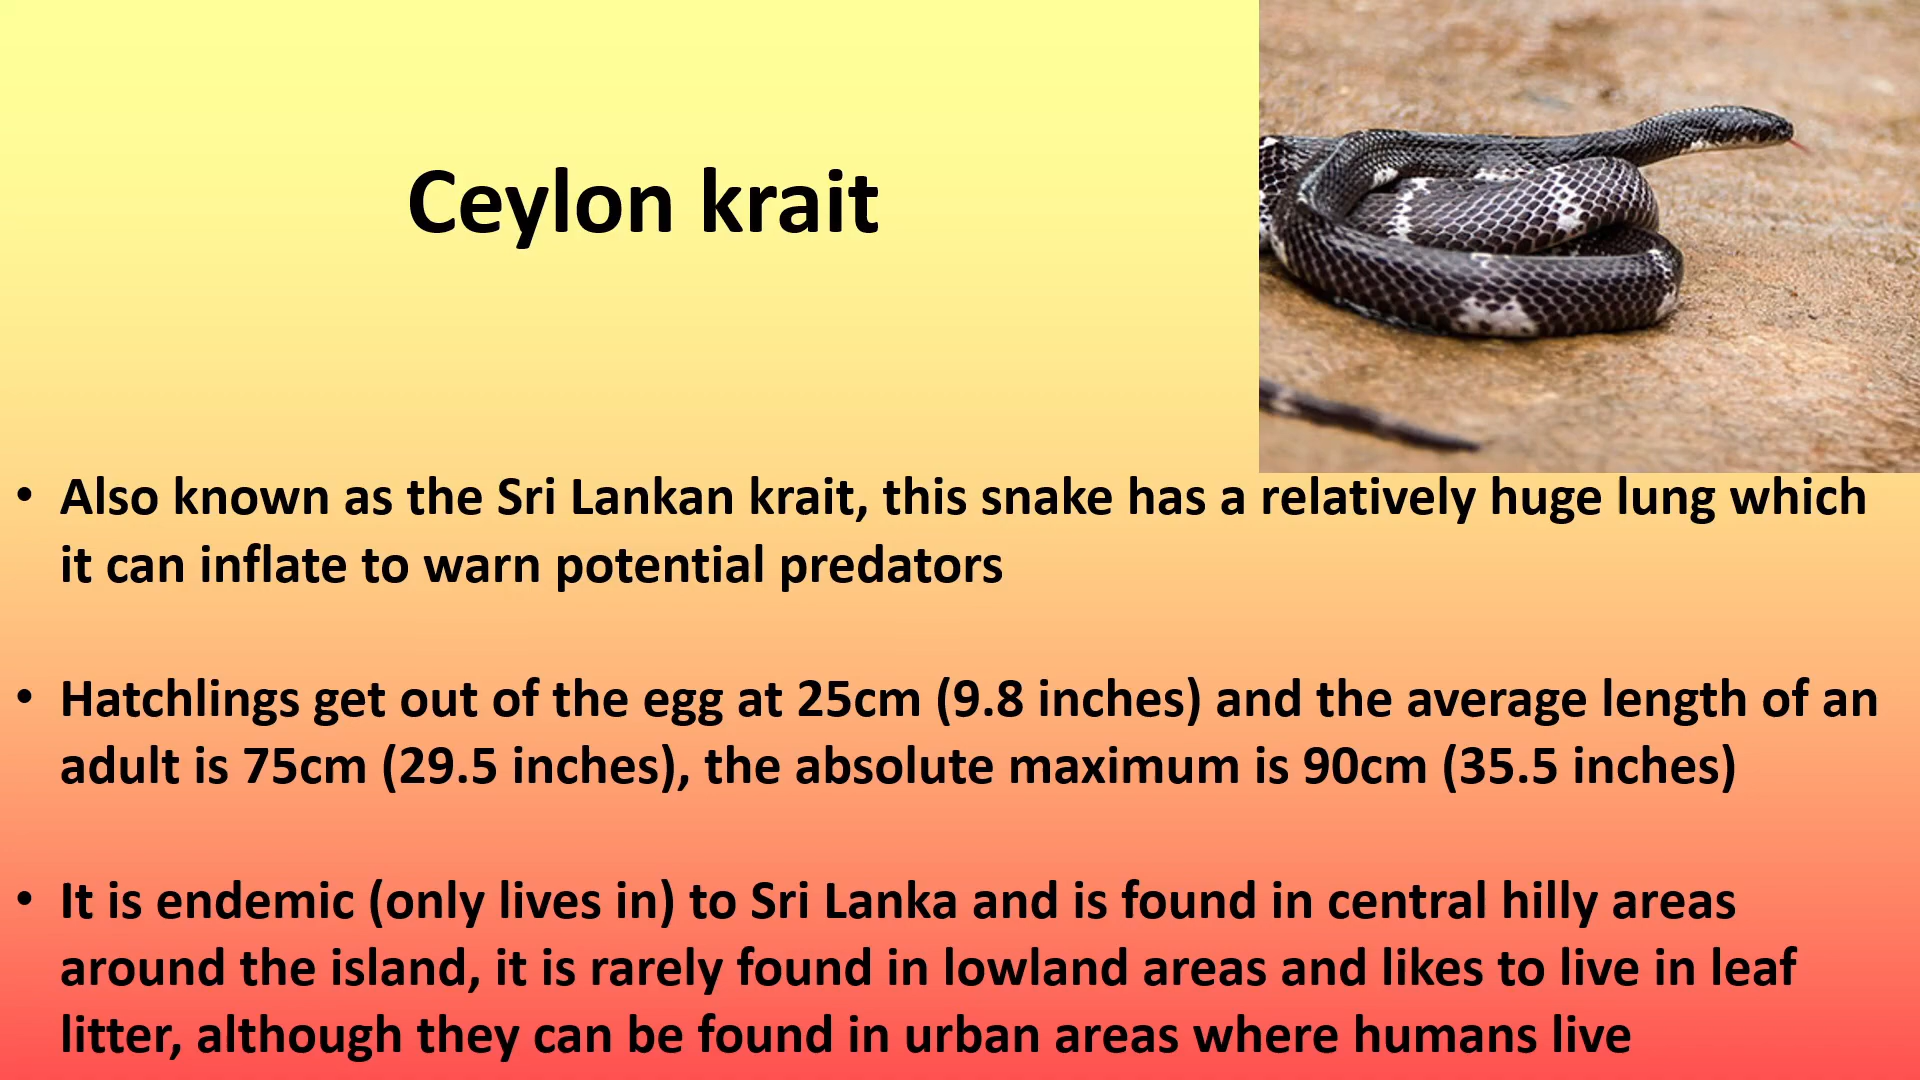 Ceylon krait
• Also known as the Sri Lankan krait, this snake has a relatively huge lung which
it can inflate to warn potential predators
• Hatchlings get out of the egg at 25cm (9.8 inches) and the average length of an
adult is 75cm (29.5 inches), the absolute maximum is 90cm (35.5 inches)
• It is endemic (only lives in) to Sri Lanka and is found in central hilly areas
around the island, it is rarely found in lowland areas and likes to live in leaf
litter, although they can be found in urban areas where humans live